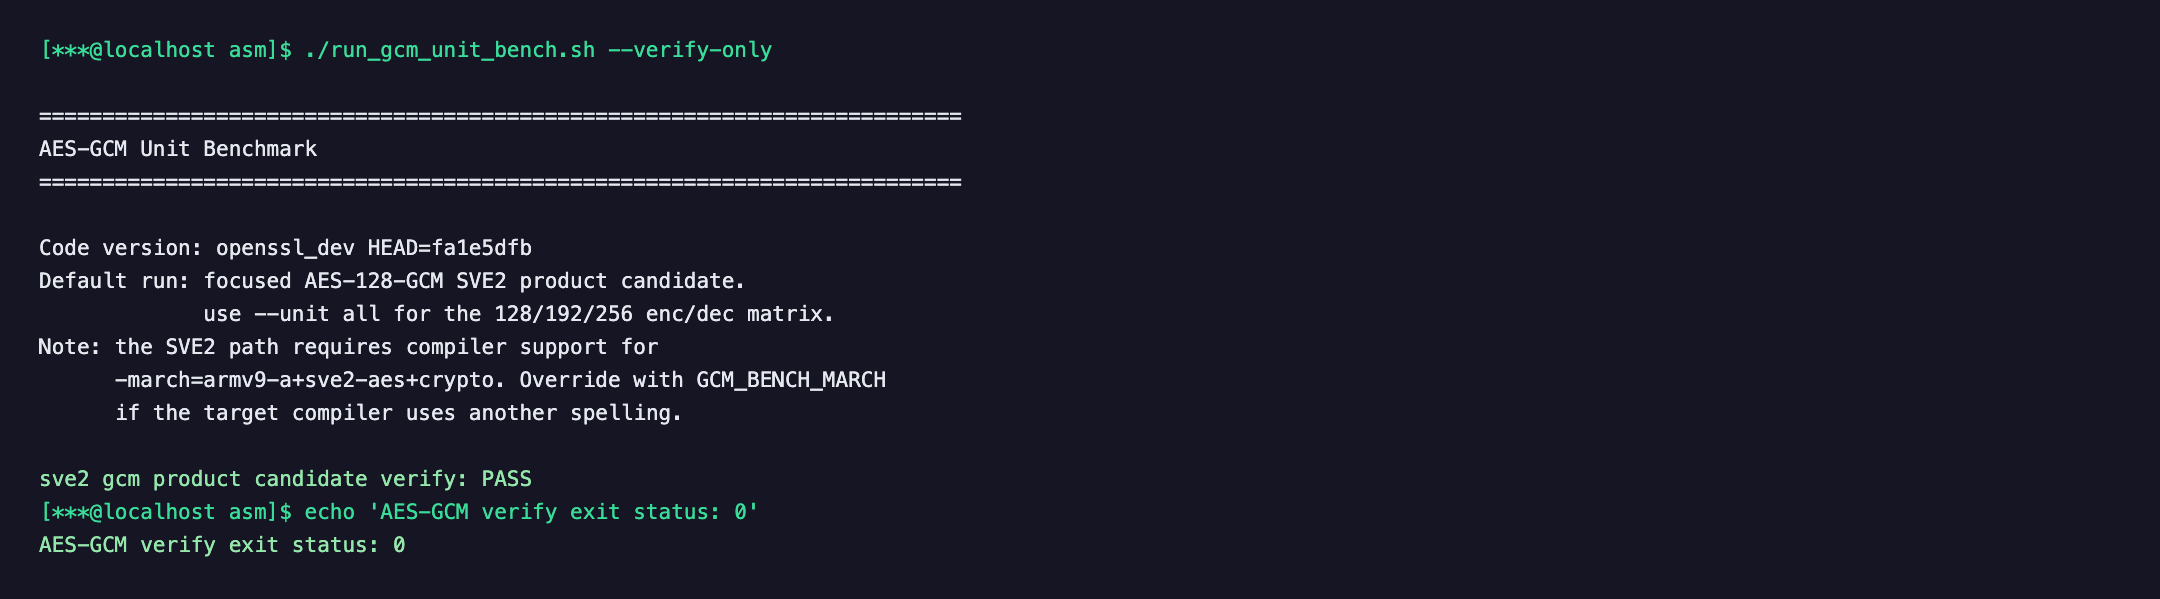 [***@localhost asm]$ ./run_gcm_unit_bench.sh --verify-only
=========================================================================
AES-GCM Unit Benchmark
=========================================================================
Code version: openssl_dev HEAD=fa1e5dfb
Default run: focused AES-128-GCM SVE2 product candidate.
             use --unit all for the 128/192/256 enc/dec matrix.
Note: the SVE2 path requires compiler support for
      -march=armv9-a+sve2-aes+crypto. Override with GCM_BENCH_MARCH
      if the target compiler uses another spelling.
sve2 gcm product candidate verify: PASS
[***@localhost asm]$ echo 'AES-GCM verify exit status: 0'
AES-GCM verify exit status: 0